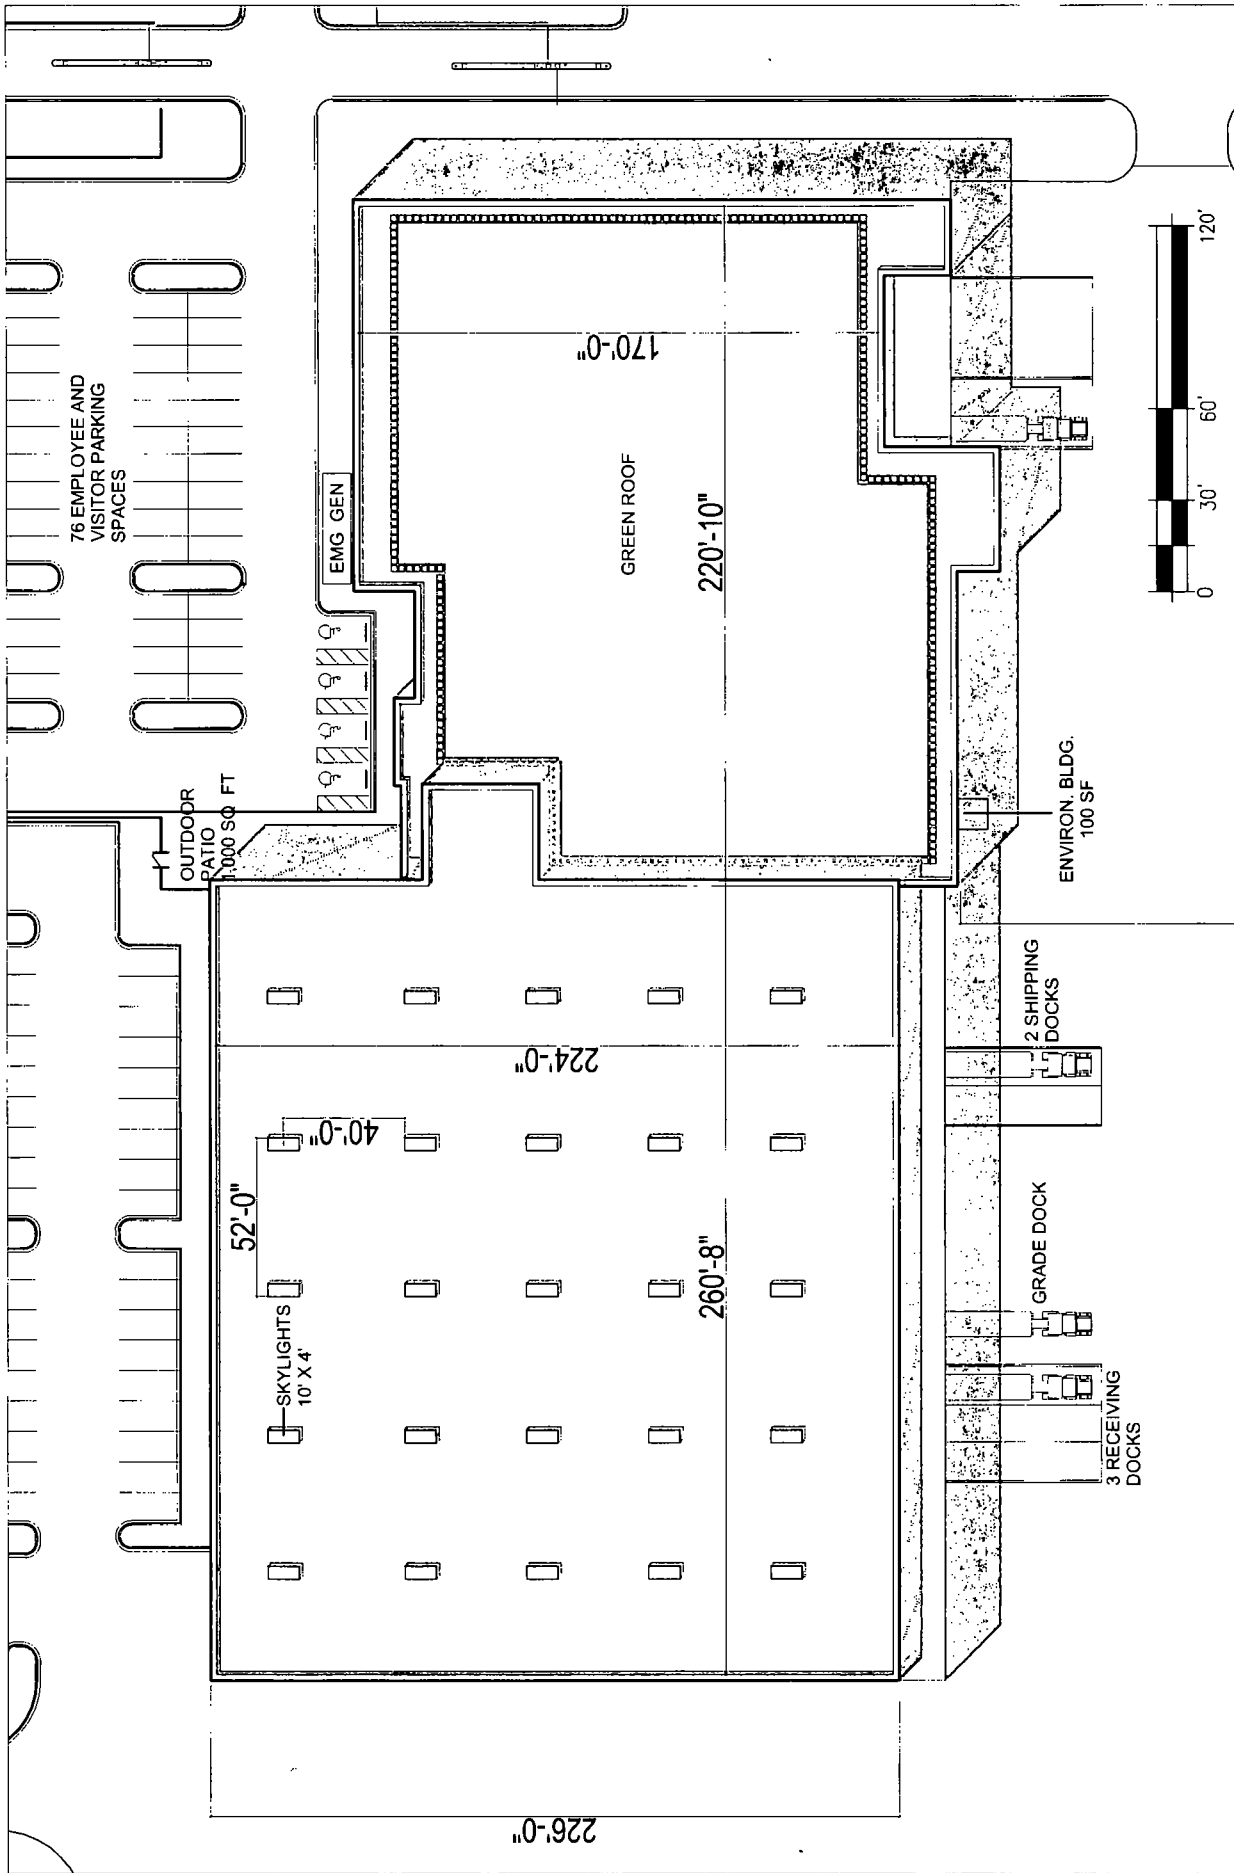 76 EMPLOYEE AND
VISITOR PARKING
SPACES
EMG GEN
170'-0"
GREEN ROOF
220'-10"
0
30'
60'
120'
OUTDOOR
PATIO
1,000 SQ FT
ENVIRON. BLDG.
100 SF
224'-0"
2 SHIPPING
DOCKS
40'-0"
52'-0"
SKYLIGHTS
10' X 4'
260'-8"
GRADE DOCK
3 RECEIVING
DOCKS
226'-0"